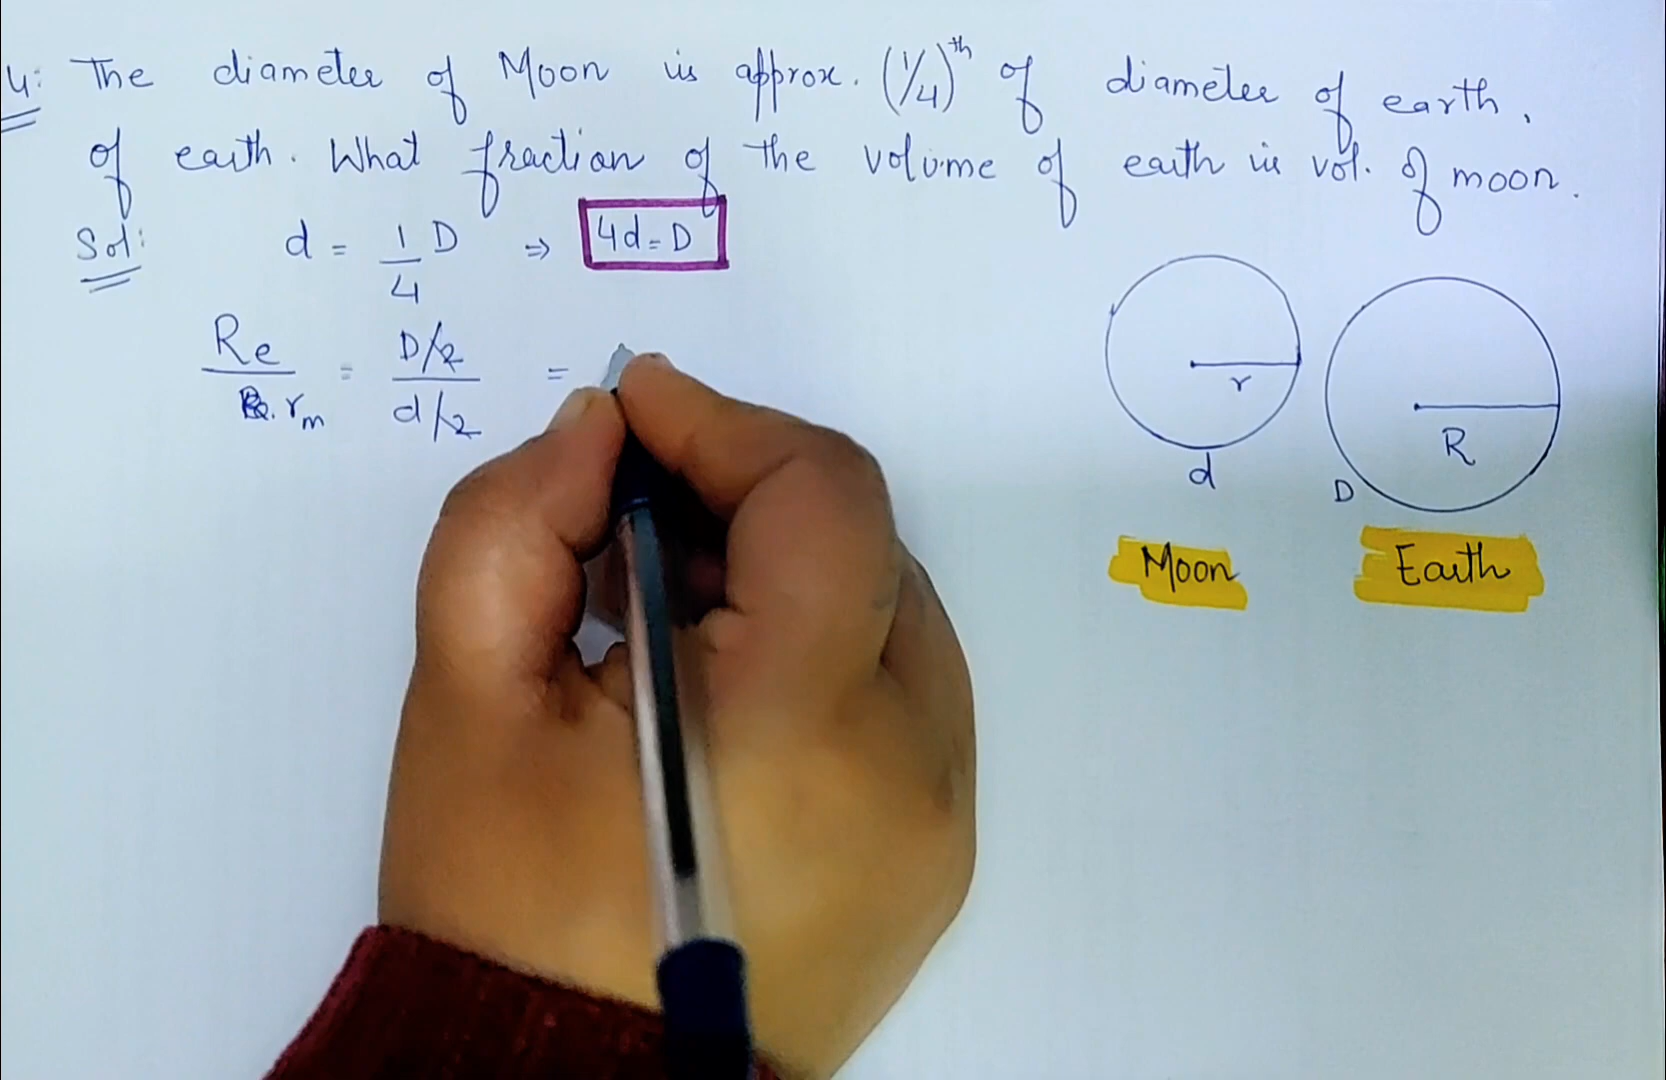 4: The diameter of Moon is approx. (1/4)th of diameter of earth,
of earth. What fraction of the volume of earth is vol. of moon.
Sol: d = 1/4 D ⇒ 4d = D
Re/rm = D/2 / d/2 =
r
R
d
D
Moon Earth